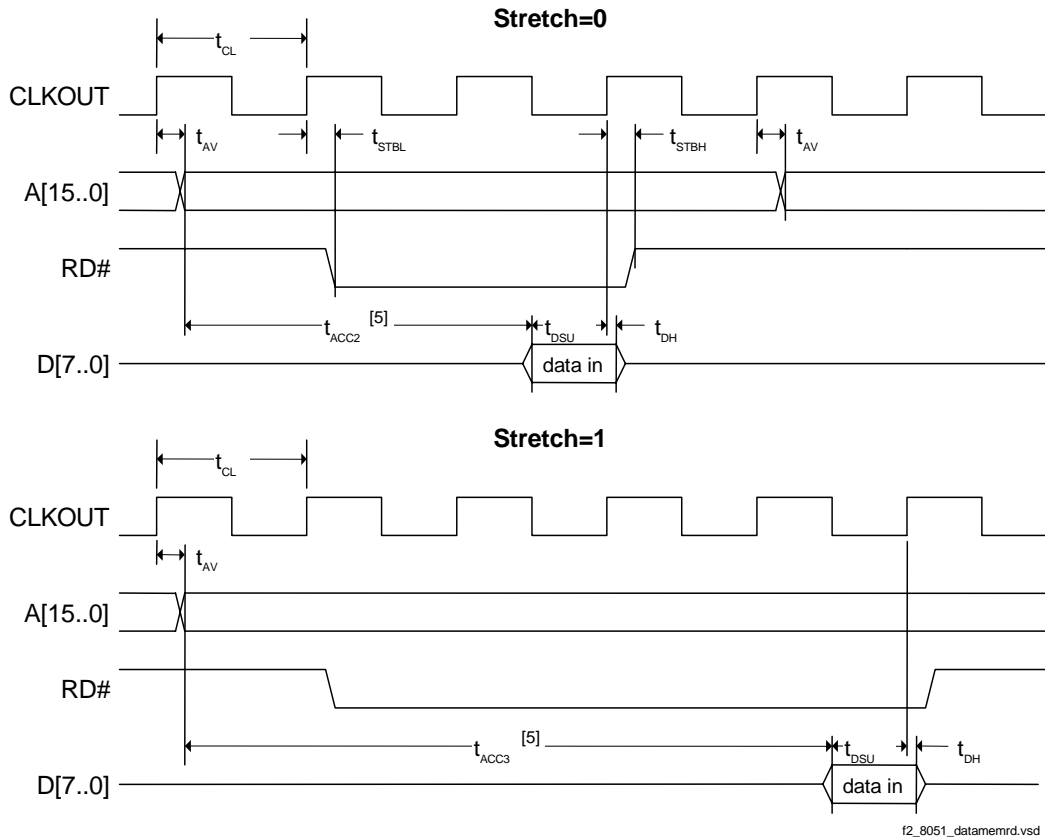 Stretch=0
t_CL
CLKOUT
t_AV t_STBL t_STBH t_AV
A[15..0]
RD#
t_ACC2 [5] t_DSU t_DH
D[7..0] data in
Stretch=1
t_CL
CLKOUT
t_AV
A[15..0]
RD#
t_ACC3 [5] t_DSU t_DH
D[7..0] data in
f2_8051_datamemrd.vsd